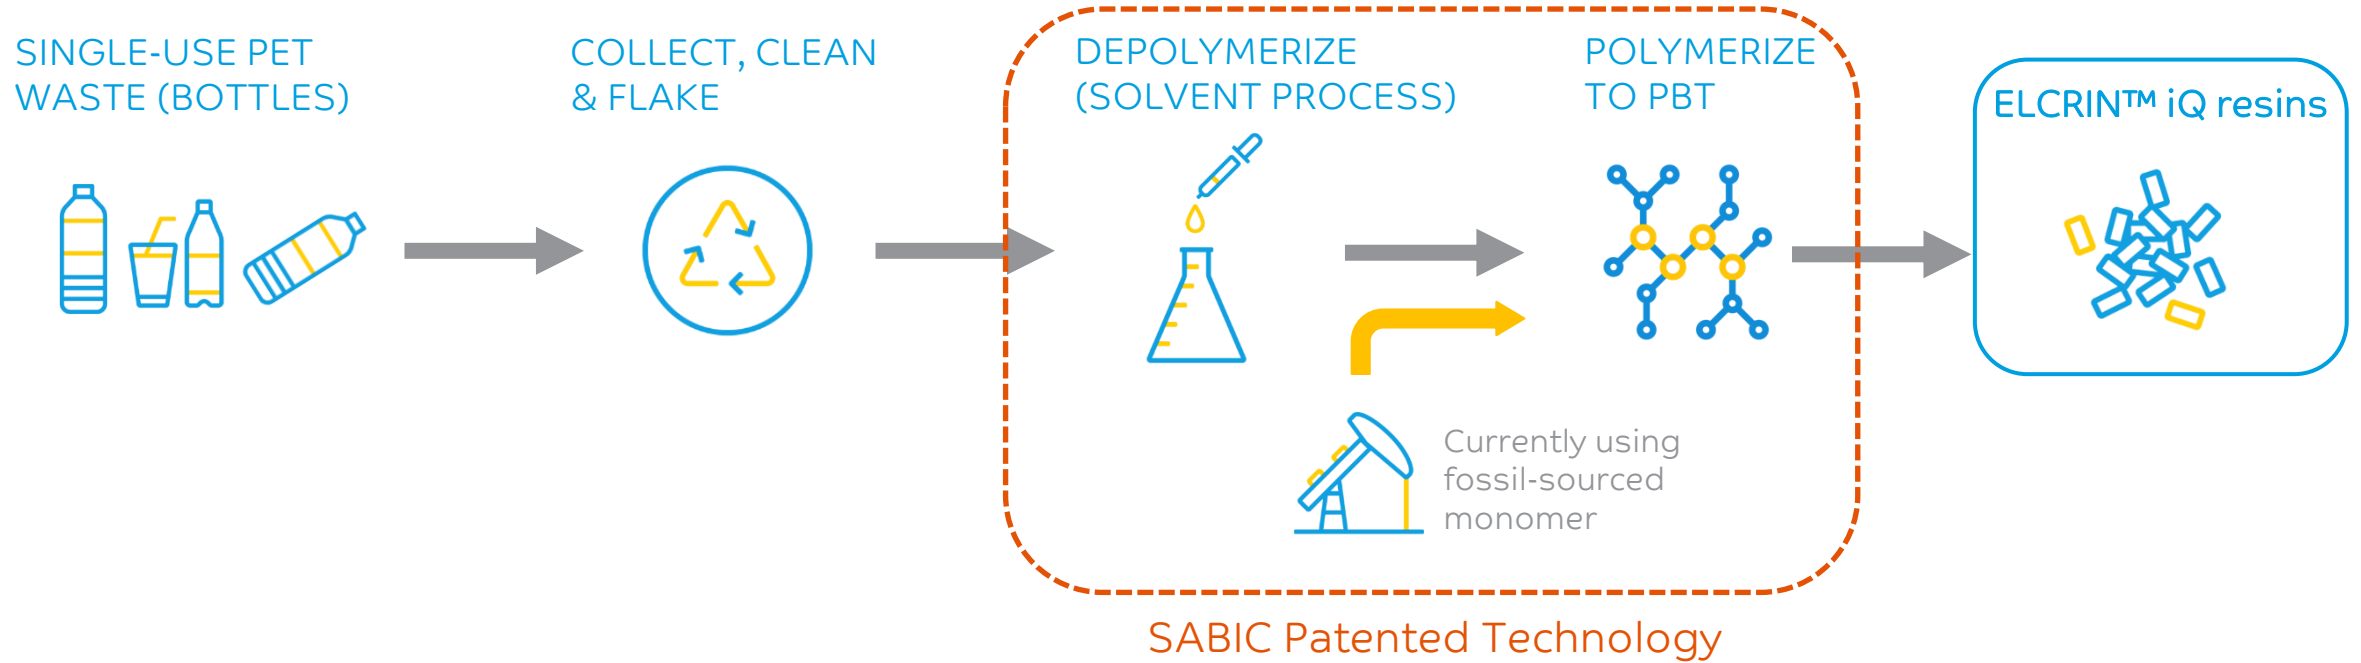 SINGLE-USE PET
WASTE (BOTTLES)
COLLECT, CLEAN
& FLAKE
DEPOLYMERIZE
(SOLVENT PROCESS)
POLYMERIZE
TO PBT
ELCRIN™ iQ resins
Currently using
fossil-sourced
monomer
SABIC Patented Technology